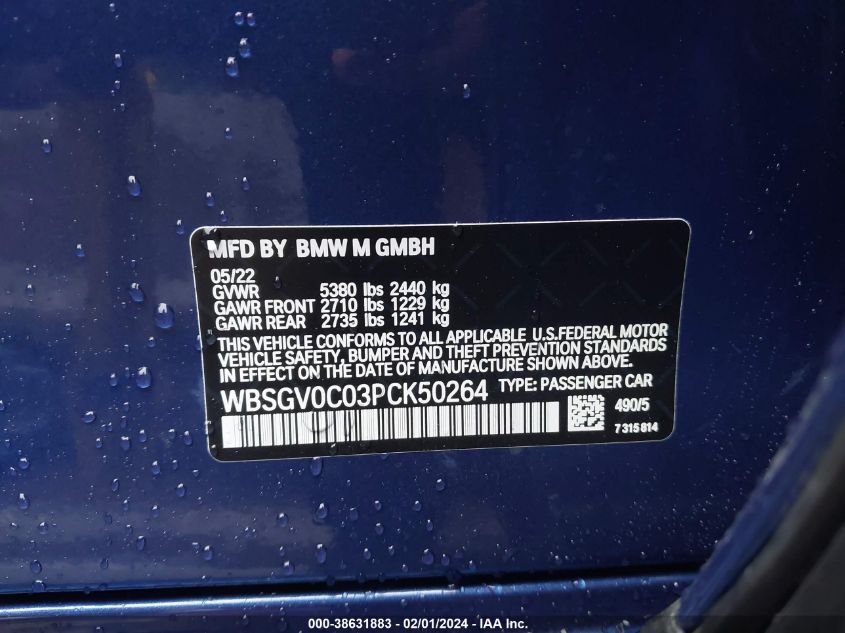 MFD BY BMW M GMBH
05/22
GVWR 5380 lbs 2440 kg
GAWR FRONT 2710 lbs 1229 kg
GAWR REAR 2735 lbs 1241 kg
THIS VEHICLE CONFORMS TO ALL APPLICABLE U.S.FEDERAL MOTOR
VEHICLE SAFETY, BUMPER AND THEFT PREVENTION STANDARDS
IN EFFECT ON THE DATE OF MANUFACTURE SHOWN ABOVE.
WBSGV0C03PCK50264 TYPE: PASSENGER CAR
490/5
7 315 814
000-38631883 - 02/01/2024 - IAA Inc.